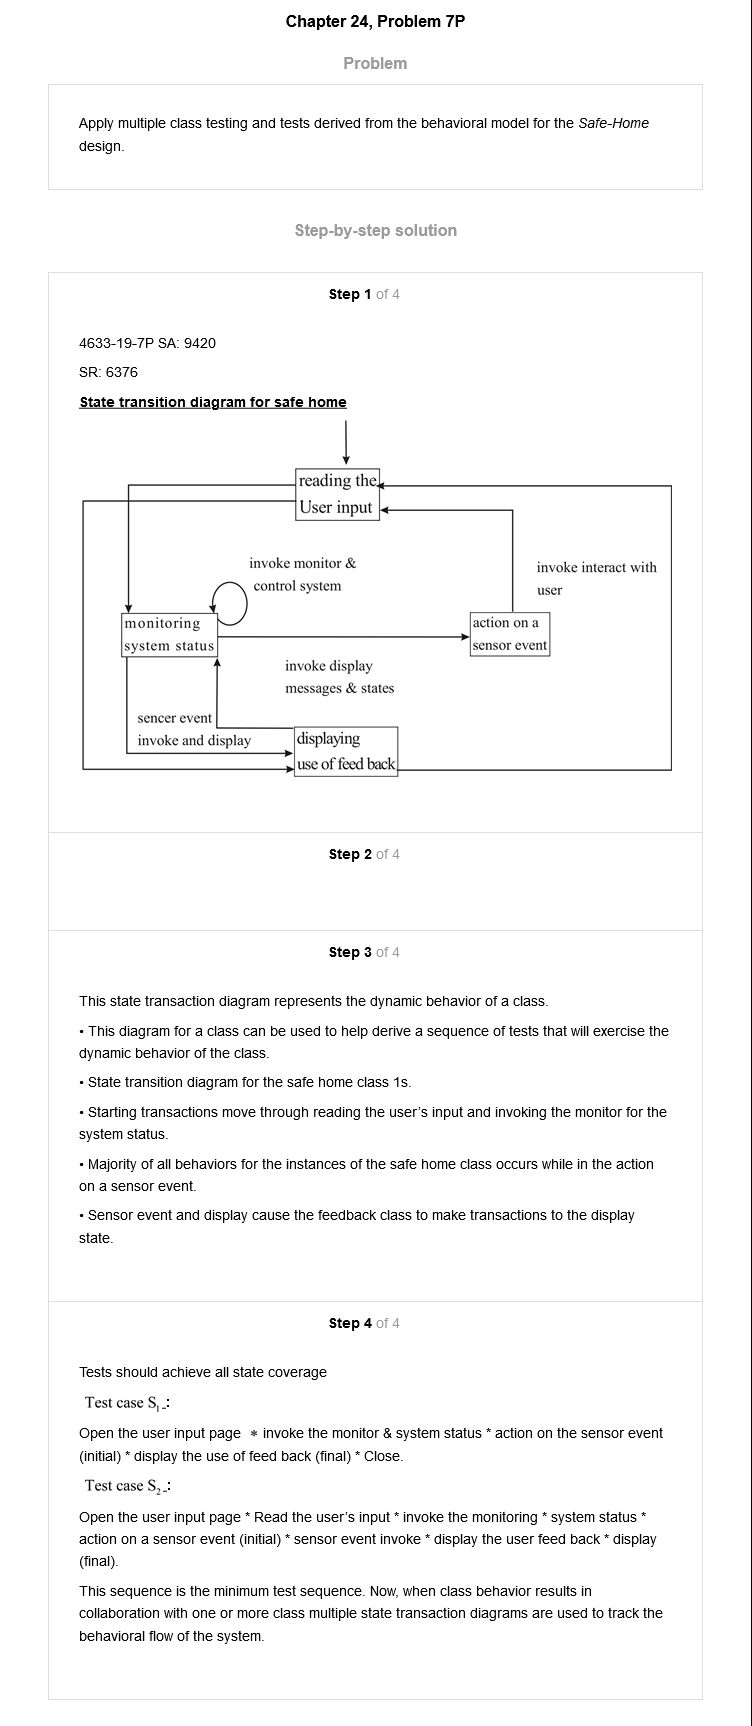 Chapter 24, Problem 7P
Problem
Apply multiple class testing and tests derived from the behavioral model for the Safe-Home
design.
Step-by-step solution
Step 1 of 4
4633-19-7P SA: 9420
SR: 6376
State transition diagram for safe home
reading the
User input
invoke monitor &
control system
invoke interact with
user
monitoring
system status
action on a
sensor event
invoke display
messages & states
sencer event
invoke and display
displaying
use of feed back
Step 2 of 4
Step 3 of 4
This state transaction diagram represents the dynamic behavior of a class.
• This diagram for a class can be used to help derive a sequence of tests that will exercise the
dynamic behavior of the class.
• State transition diagram for the safe home class 1s.
• Starting transactions move through reading the user's input and invoking the monitor for the
system status.
• Majority of all behaviors for the instances of the safe home class occurs while in the action
on a sensor event.
• Sensor event and display cause the feedback class to make transactions to the display
state.
Step 4 of 4
Tests should achieve all state coverage
Test case S₁-:
Open the user input page * invoke the monitor & system status * action on the sensor event
(initial) * display the use of feed back (final) * Close.
Test case S₂-:
Open the user input page * Read the user's input * invoke the monitoring * system status *
action on a sensor event (initial) * sensor event invoke * display the user feed back * display
(final).
This sequence is the minimum test sequence. Now, when class behavior results in
collaboration with one or more class multiple state transaction diagrams are used to track the
behavioral flow of the system.